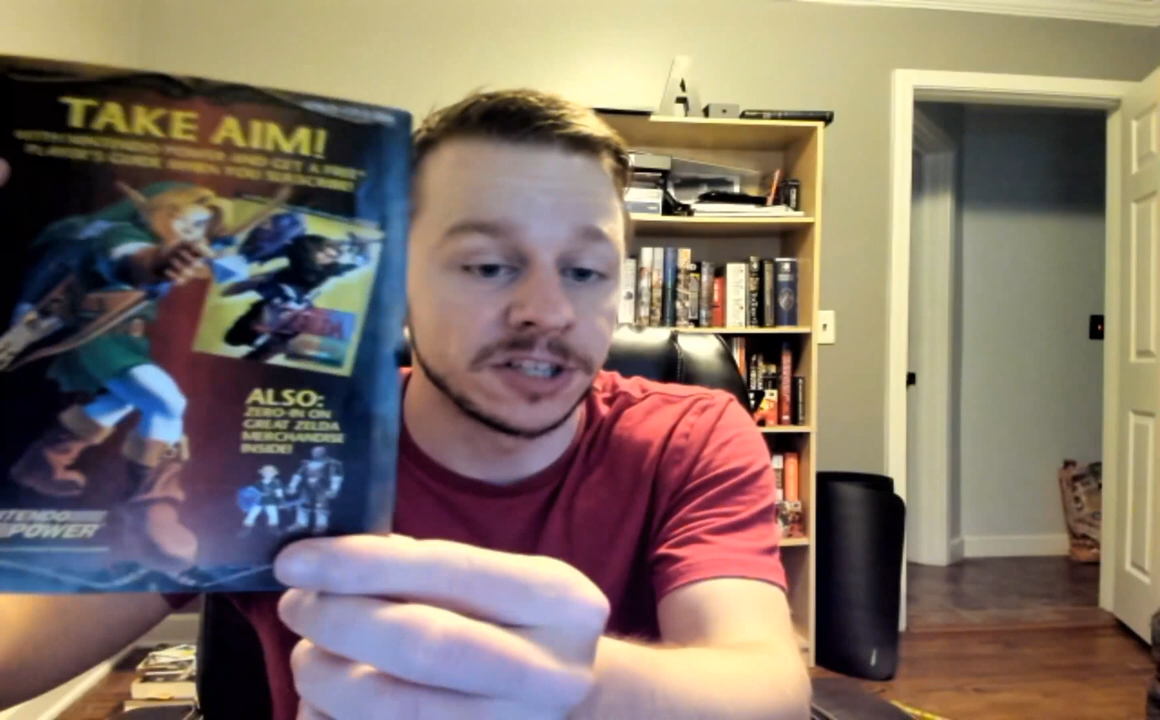 TAKE AIM!
WITH NINTENDO POWER AND GET A FREE*
PLAYER'S GUIDE WHEN YOU SUBSCRIBE!
ALSO:
ZERO-IN ON
GREAT ZELDA
MERCHANDISE
INSIDE!
POWER